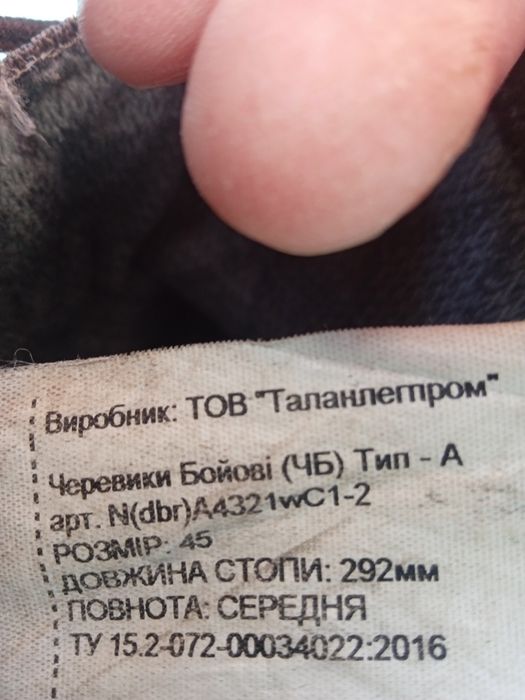 Виробник: ТОВ "Таланлегпром"
Черевики Бойові (ЧБ) Тип - А
арт. N(dbr)A4321wC1-2
РОЗМІР: 45
ДОВЖИНА СТОПИ: 292мм
ПОВНОТА: СЕРЕДНЯ
ТУ 15.2-072-00034022:2016